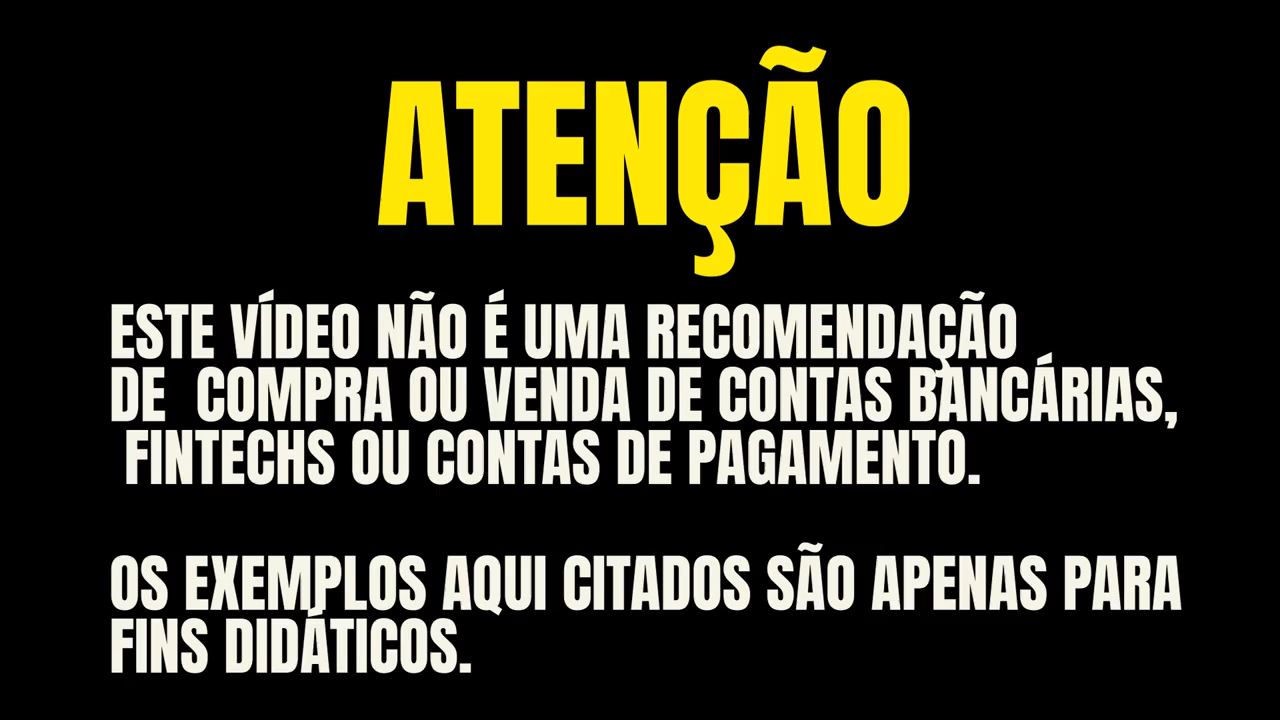 ATENÇÃO
ESTE VÍDEO NÃO É UMA RECOMENDAÇÃO
DE COMPRA OU VENDA DE CONTAS BANCÁRIAS,
FINTECHS OU CONTAS DE PAGAMENTO.
OS EXEMPLOS AQUI CITADOS SÃO APENAS PARA
FINS DIDÁTICOS.